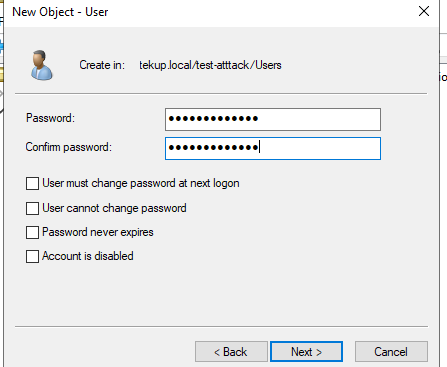 New Object - User
Create in: tekup.local/test-atttack/Users
Password: •••••••••••••
Confirm password: •••••••••••••
User must change password at next logon
User cannot change password
Password never expires
Account is disabled
< Back Next > Cancel